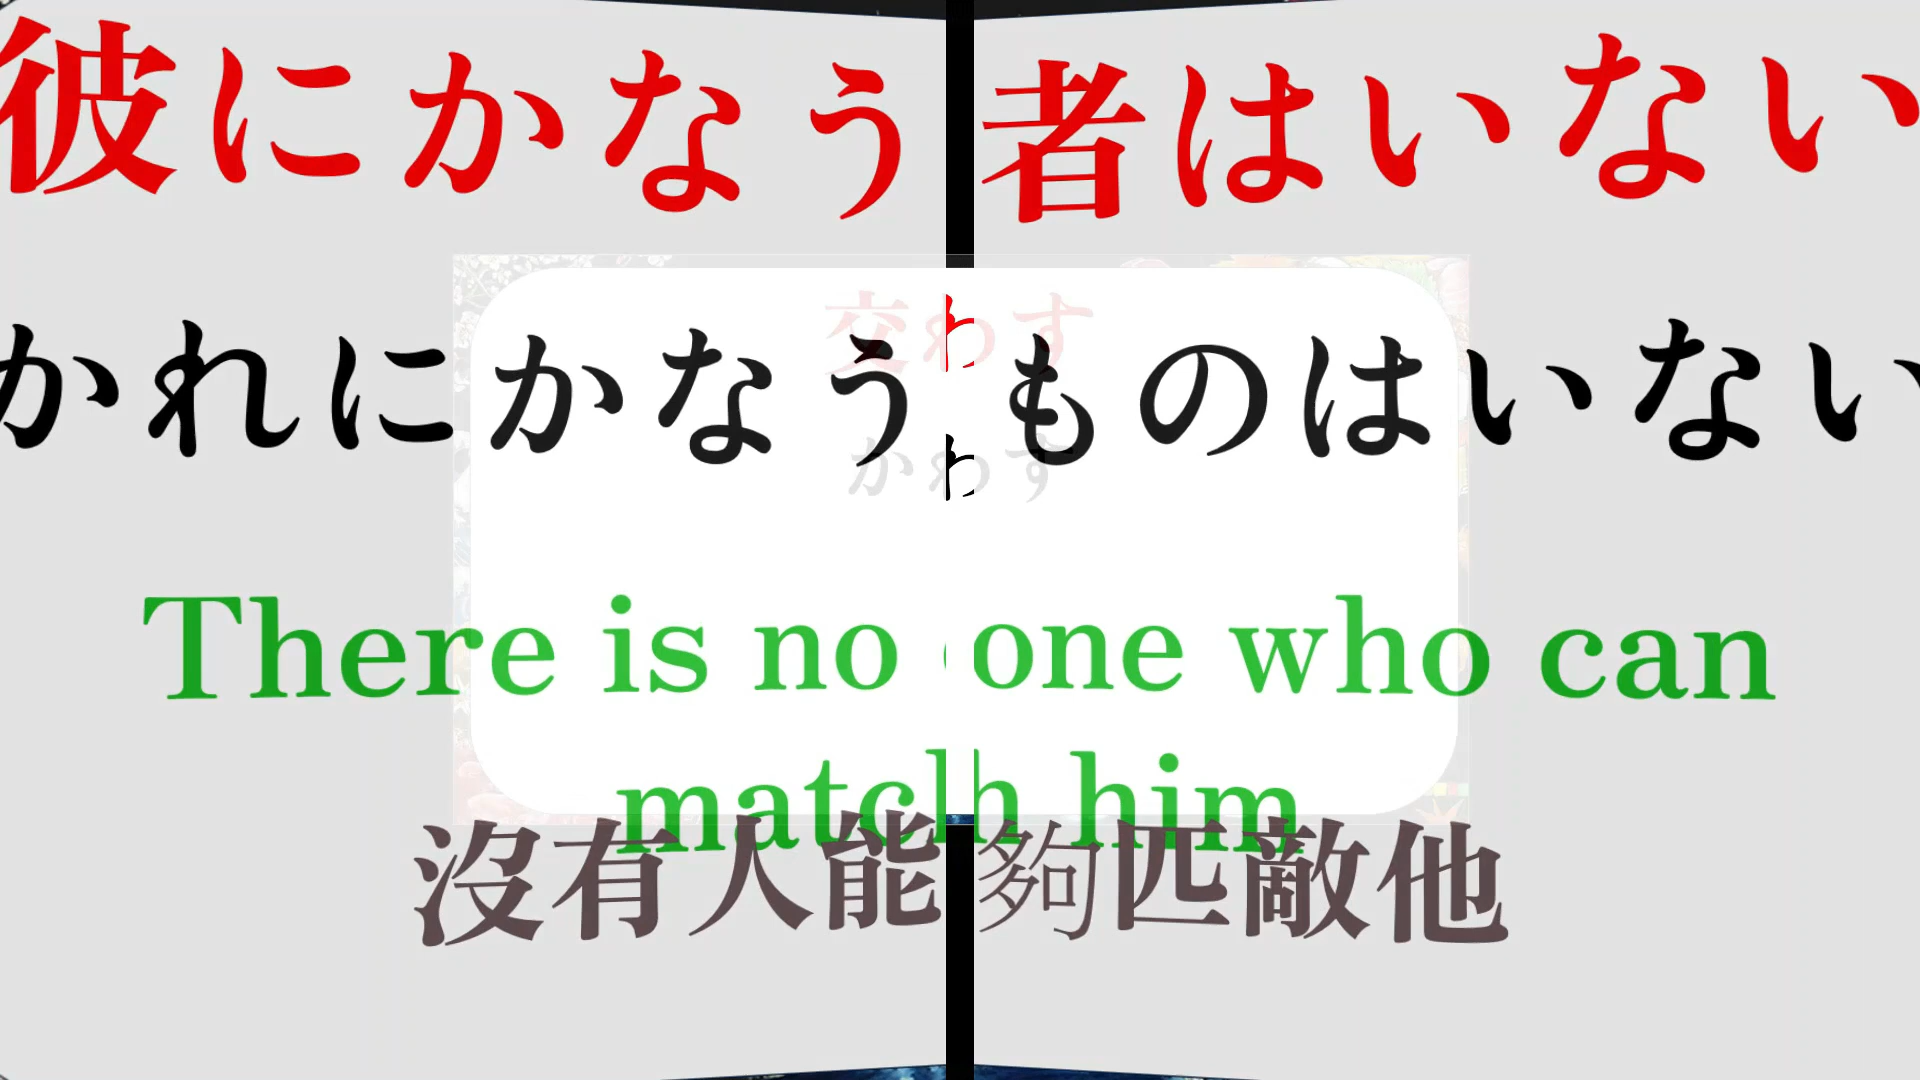 彼にかなう者はいない
交わす
かれにかなうものはいない
かわす
There is no one who can
match him
沒有人能夠匹敵他